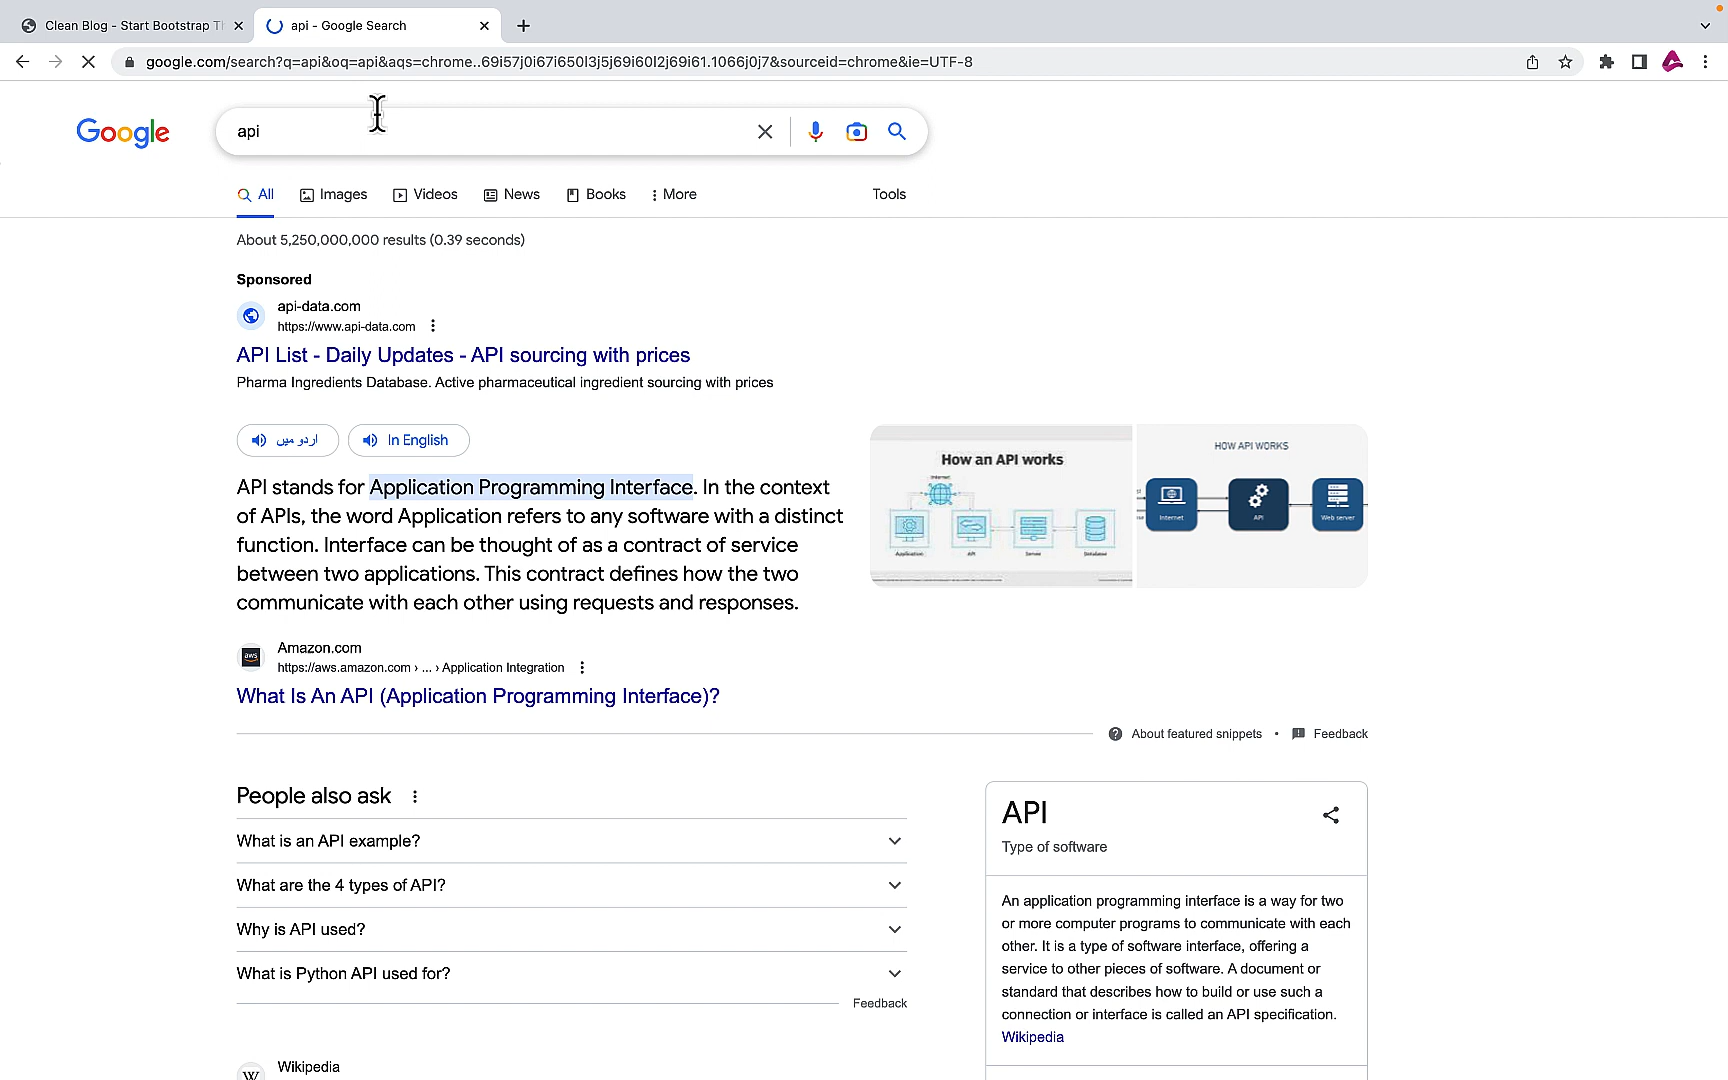 Clean Blog - Start Bootstrap Th
api - Google Search
google.com/search?q=api&oq=api&aqs=chrome..69i57j0i67i650l3j5j69i60l2j69i61.1066j0j7&sourceid=chrome&ie=UTF-8
Google
api
All
Images
Videos
News
Books
More
Tools
About 5,250,000,000 results (0.39 seconds)
Sponsored
api-data.com
https://www.api-data.com
API List - Daily Updates - API sourcing with prices
Pharma Ingredients Database. Active pharmaceutical ingredient sourcing with prices
اردو میں
In English
API stands for Application Programming Interface. In the context
of APIs, the word Application refers to any software with a distinct
function. Interface can be thought of as a contract of service
between two applications. This contract defines how the two
communicate with each other using requests and responses.
How an API works
Internet
Application
API
Server
Database
HOW API WORKS
Internet
API
Web server
aws
Amazon.com
https://aws.amazon.com › ... › Application Integration
What Is An API (Application Programming Interface)?
About featured snippets • Feedback
People also ask
What is an API example?
What are the 4 types of API?
Why is API used?
What is Python API used for?
Feedback
API
Type of software
An application programming interface is a way for two
or more computer programs to communicate with each
other. It is a type of software interface, offering a
service to other pieces of software. A document or
standard that describes how to build or use such a
connection or interface is called an API specification.
Wikipedia
W
Wikipedia